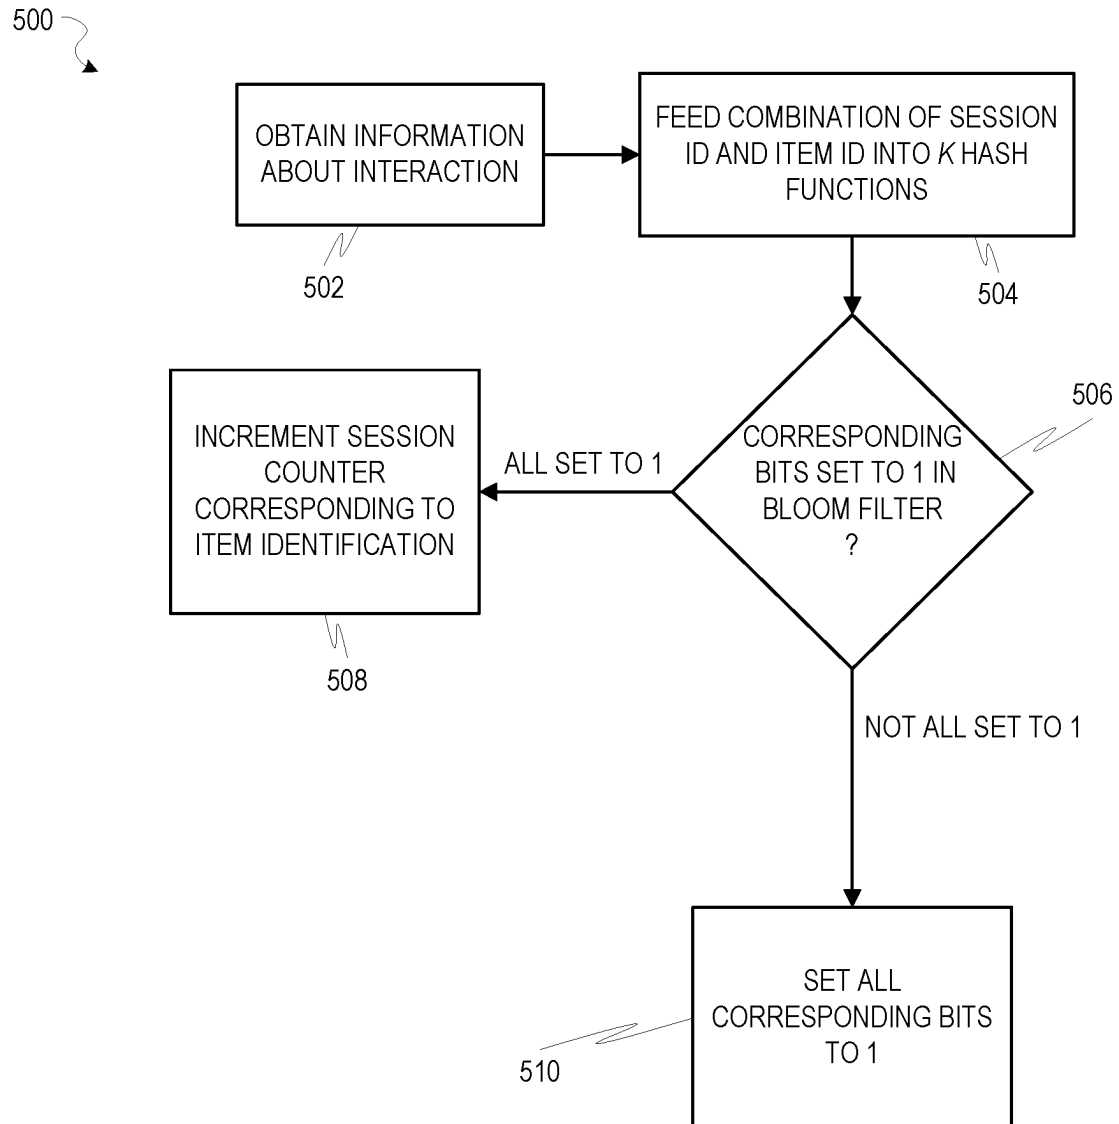 500
OBTAIN INFORMATION
ABOUT INTERACTION
502
FEED COMBINATION OF SESSION
ID AND ITEM ID INTO K HASH
FUNCTIONS
504
CORRESPONDING
BITS SET TO 1 IN
BLOOM FILTER
?
506
ALL SET TO 1
INCREMENT SESSION
COUNTER
CORRESPONDING TO
ITEM IDENTIFICATION
508
NOT ALL SET TO 1
SET ALL
CORRESPONDING BITS
TO 1
510